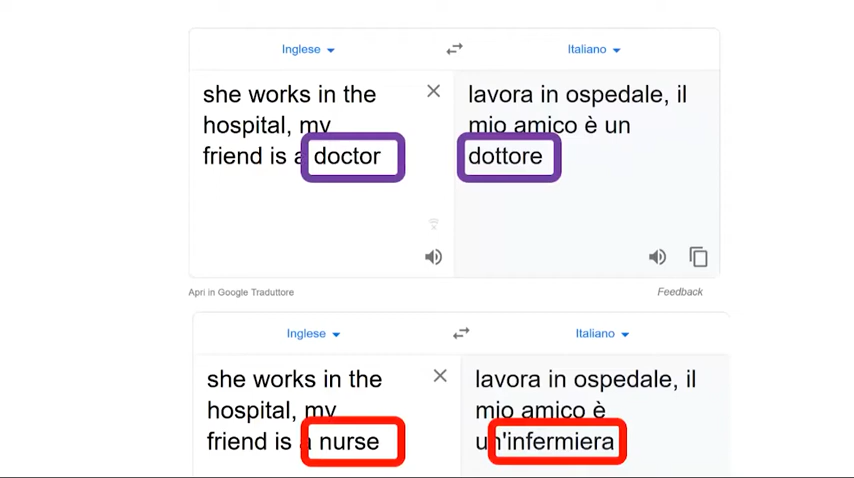 Inglese Italiano
she works in the
hospital, my
friend is a doctor
lavora in ospedale, il
mio amico è un
dottore
Apri in Google Traduttore Feedback
Inglese Italiano
she works in the
hospital, my
friend is a nurse
lavora in ospedale, il
mio amico è
un'infermiera